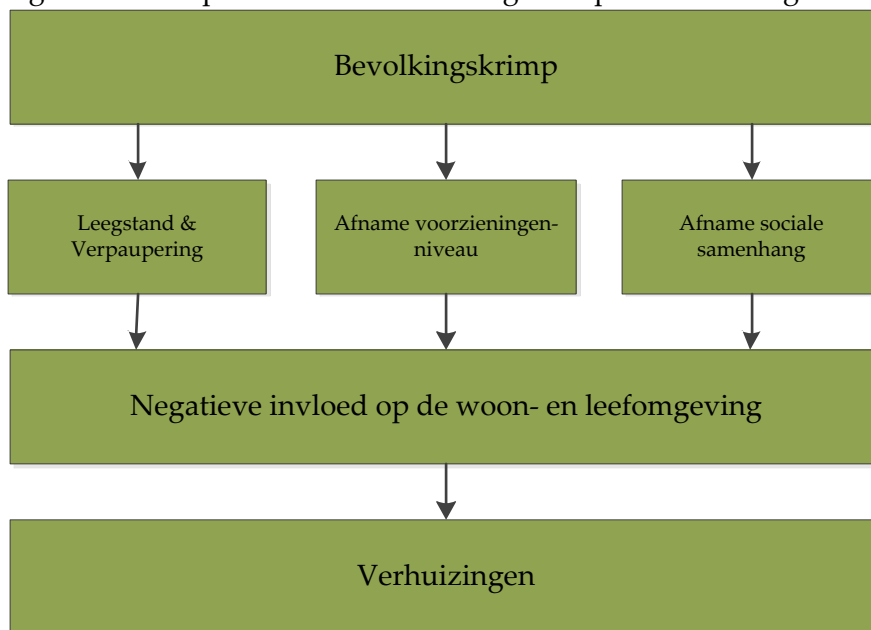 Bevolkingskrimp
Leegstand &
Verpaupering
Afname voorzieningen-
niveau
Afname sociale
samenhang
Negatieve invloed op de woon- en leefomgeving
Verhuizingen